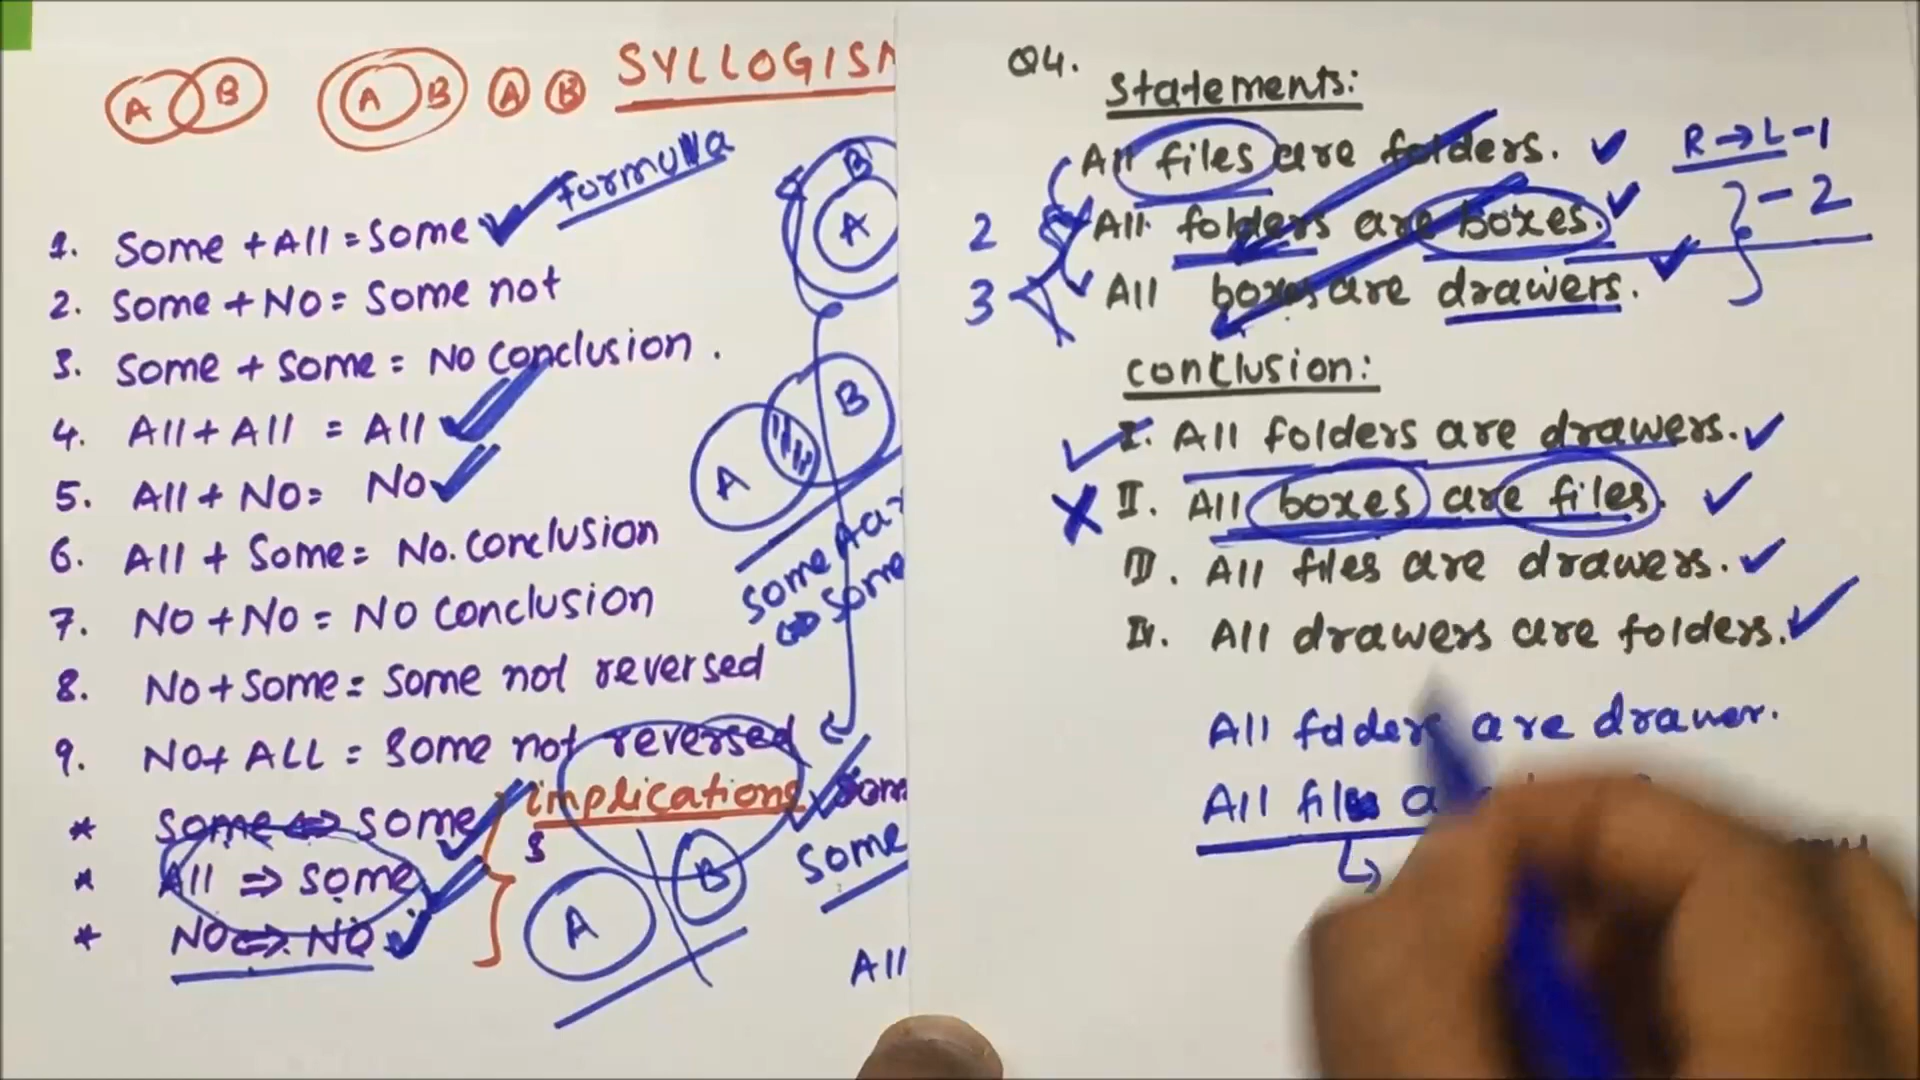 A B A B A B SYLLOGISM
Formula
1. Some + All = Some
2. Some + NO = Some not
3. Some + Some = NO Conclusion.
4. All + All = All
5. All + NO = NO
6. All + Some = No. Conclusion
7. NO + NO = NO Conclusion
8. NO + Some = Some not reversed
9. NO + ALL = Some not reversed
implications
* Some ⇔ Some
* All ⇒ Some
* NO ⇔ NO
B
A
A B
Some A ar
⇔ Some
Som
Some
A B
All
Q4.
Statements:
All files are folders.
All folders are boxes.
All boxes are drawers.
R → L - 1
- 2
2
3
Conclusion:
I. All folders are drawers.
II. All boxes are files.
III. All files are drawers.
IV. All drawers are folders.
All folders are drawer.
All files a